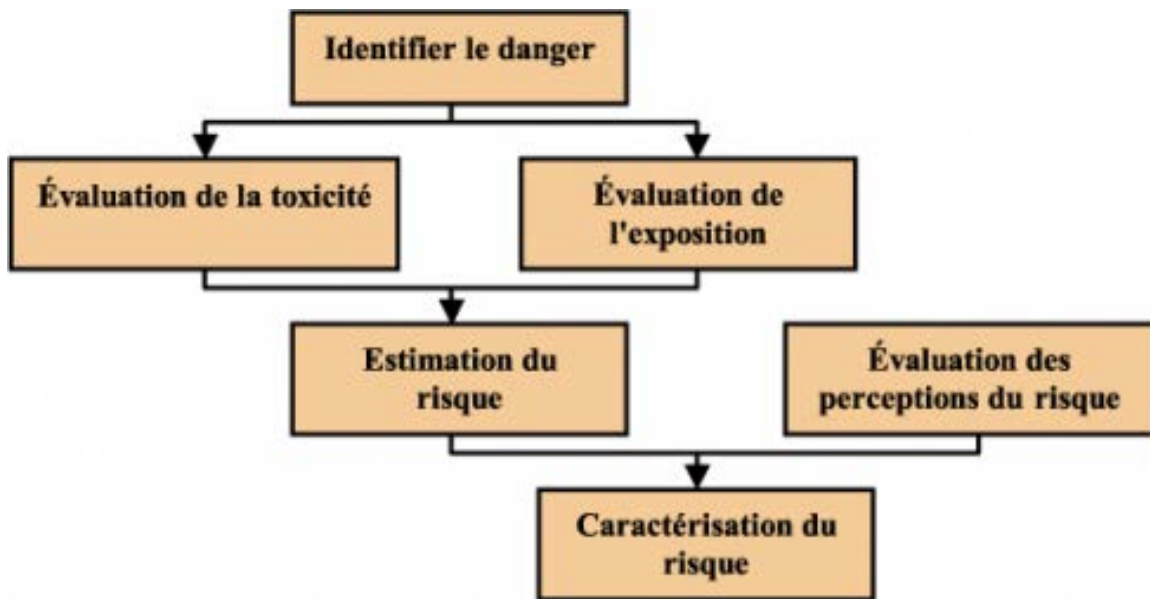 Identifier le danger
Évaluation de la toxicité
Évaluation de
l'exposition
Estimation du
risque
Évaluation des
perceptions du risque
Caractérisation du
risque